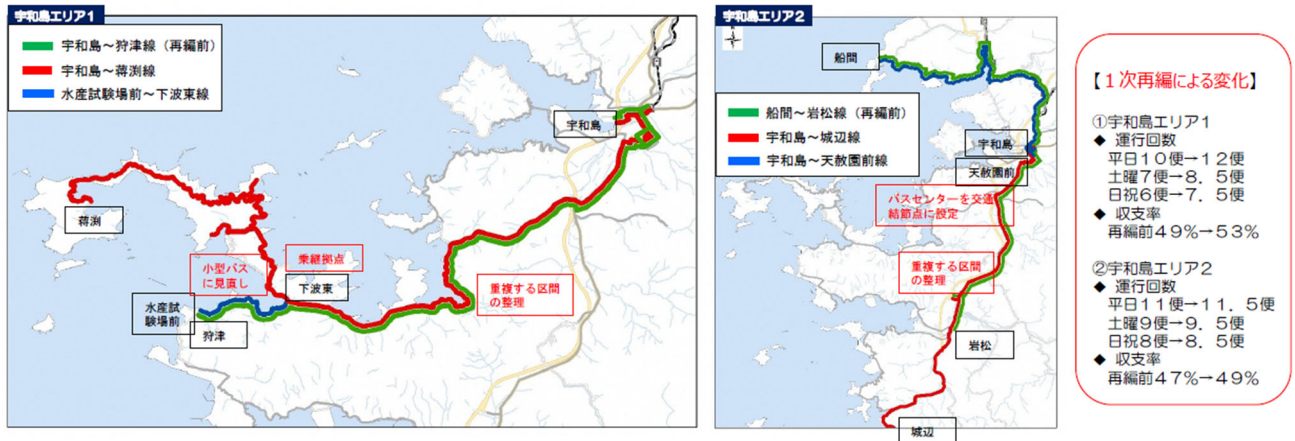 宇和島エリア1
宇和島～狩津線（再編前）
宇和島～蒋渕線
水産試験場前～下波東線
宇和島
蒋渕
小型バス
に見直し
乗継拠点
下波東
水産試
験場前
狩津
重複する区間
の整理
宇和島エリア2
船間
船間～岩松線（再編前）
宇和島～城辺線
宇和島～天赦園前線
宇和島
天赦園前
バスセンターを交通
結節点に設定
重複する区間
の整理
岩松
城辺
【１次再編による変化】
①宇和島エリア１
◆ 運行回数
平日１０便→１２便
土曜７便→８．５便
日祝６便→７．５便
◆ 収支率
再編前４９％→５３％
②宇和島エリア２
◆ 運行回数
平日１１便→１１．５便
土曜９便→９．５便
日祝８便→８．５便
◆ 収支率
再編前４７％→４９％